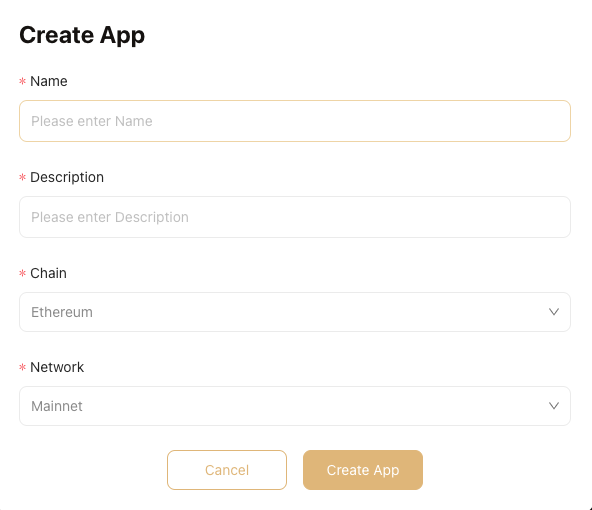 Create App
* Name
Please enter Name
* Description
Please enter Description
* Chain
Ethereum
* Network
Mainnet
Cancel
Create App